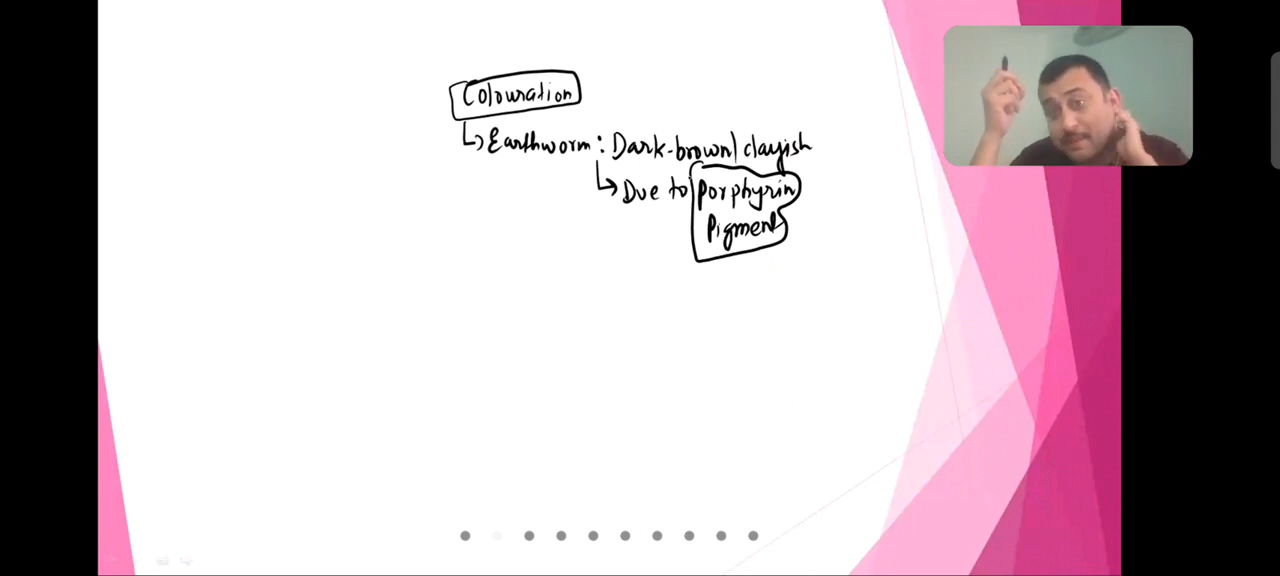 Colouration
↳ Earthworm: Dark-brown/clayish
↳ Due to Porphyrin
Pigment